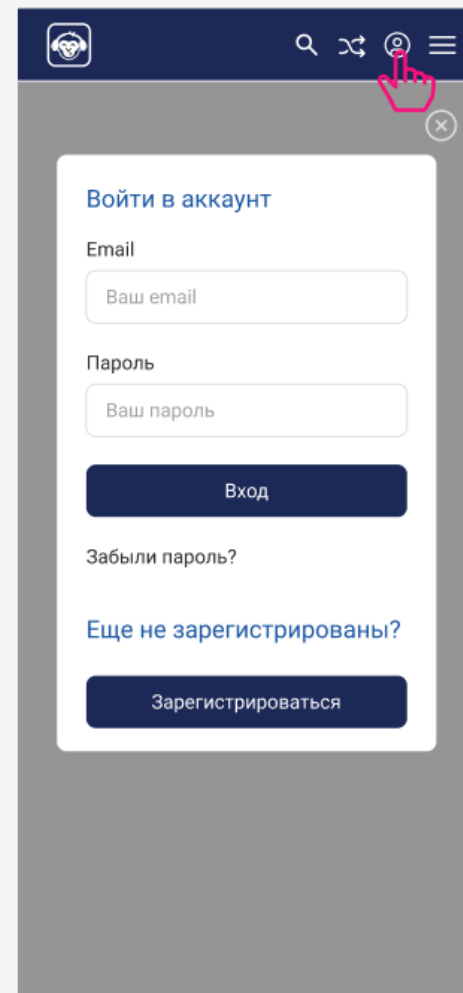 Войти в аккаунт
Email
Ваш email
Пароль
Ваш пароль
Вход
Забыли пароль?
Еще не зарегистрированы?
Зарегистрироваться